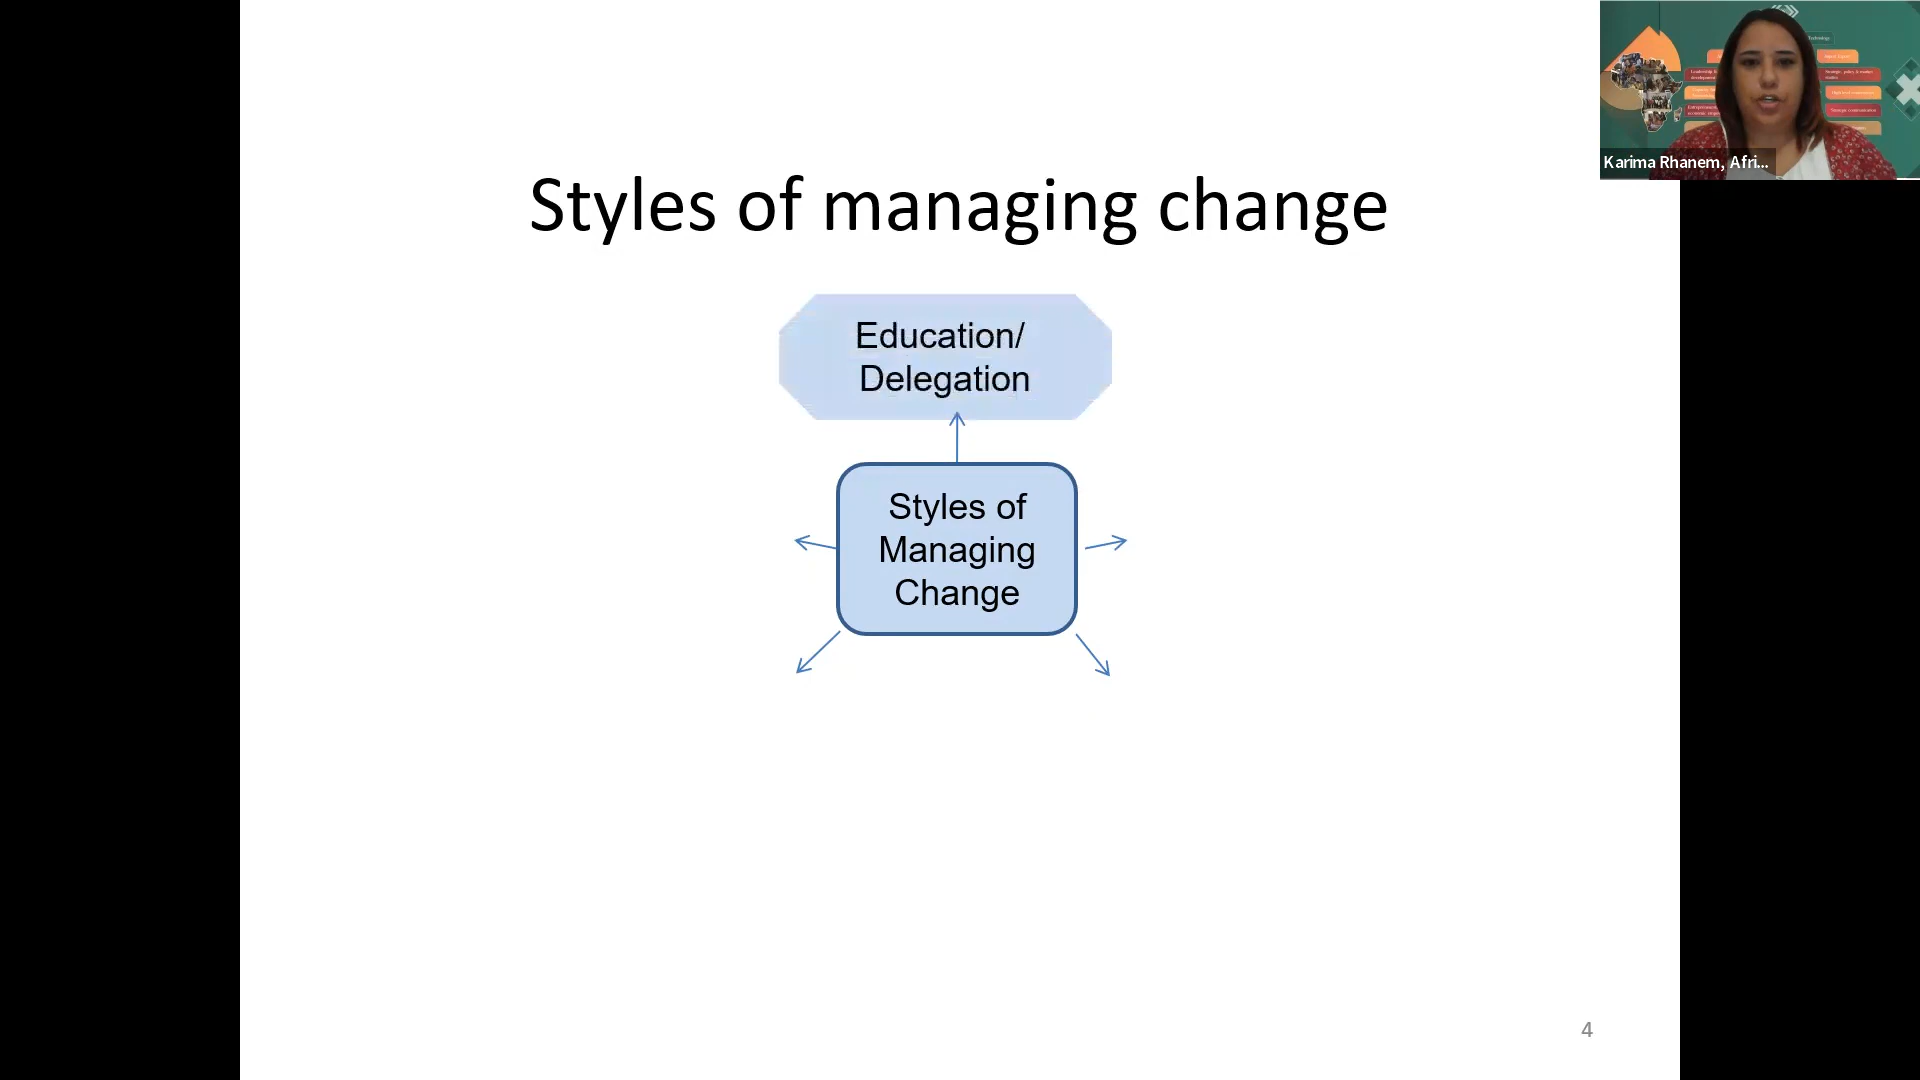 Styles of managing change
Education/
Delegation
Styles of
Managing
Change
4
Karima Rhanem, Afri...